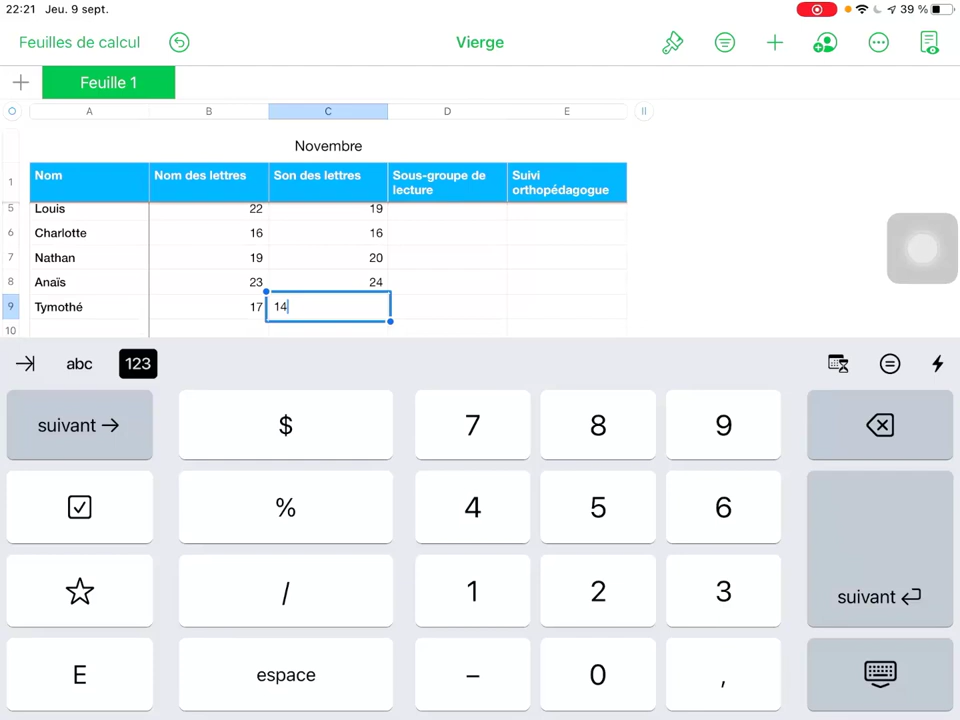 22:21 Jeu. 9 sept. 39 %
Feuilles de calcul Vierge
Feuille 1
A B C D E
Novembre
1 Nom Nom des lettres Son des lettres Sous-groupe de lecture Suivi orthopédagogue
5 Louis 22 19
6 Charlotte 16 16
7 Nathan 19 20
8 Anaïs 23 24
9 Tymothé 17 14
10
abc 123
suivant → $ 7 8 9
% 4 5 6
/ 1 2 3 suivant
E espace – 0 ,